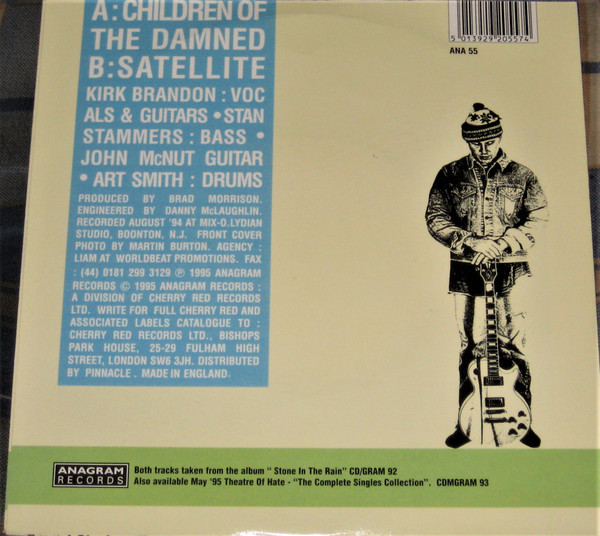 A : CHILDREN OF
THE DAMNED
B : SATELLITE
KIRK BRANDON : VOC
ALS & GUITARS • STAN
STAMMERS : BASS •
JOHN McNUT GUITAR
• ART SMITH : DRUMS
PRODUCED BY BRAD MORRISON.
ENGINEERED BY DANNY McLAUGHLIN.
RECORDED AUGUST '94 AT MIX-O.LYDIAN
STUDIO, BOONTON, N.J. FRONT COVER
PHOTO BY MARTIN BURTON. AGENCY :
LIAM AT WORLDBEAT PROMOTIONS. FAX
: (44) 0181 299 3129 ℗ 1995 ANAGRAM
RECORDS © 1995 ANAGRAM RECORDS :
A DIVISION OF CHERRY RED RECORDS
LTD. WRITE FOR FULL CHERRY RED AND
ASSOCIATED LABELS CATALOGUE TO :
CHERRY RED RECORDS LTD., BISHOPS
PARK HOUSE, 25-29 FULHAM HIGH
STREET, LONDON SW6 3JH. DISTRIBUTED
BY PINNACLE . MADE IN ENGLAND.
5 013929 205574
ANA 55
ANAGRAM
RECORDS
Both tracks taken from the album " Stone In The Rain" CD/GRAM 92
Also available May '95 Theatre Of Hate - "The Complete Singles Collection". CDMGRAM 93